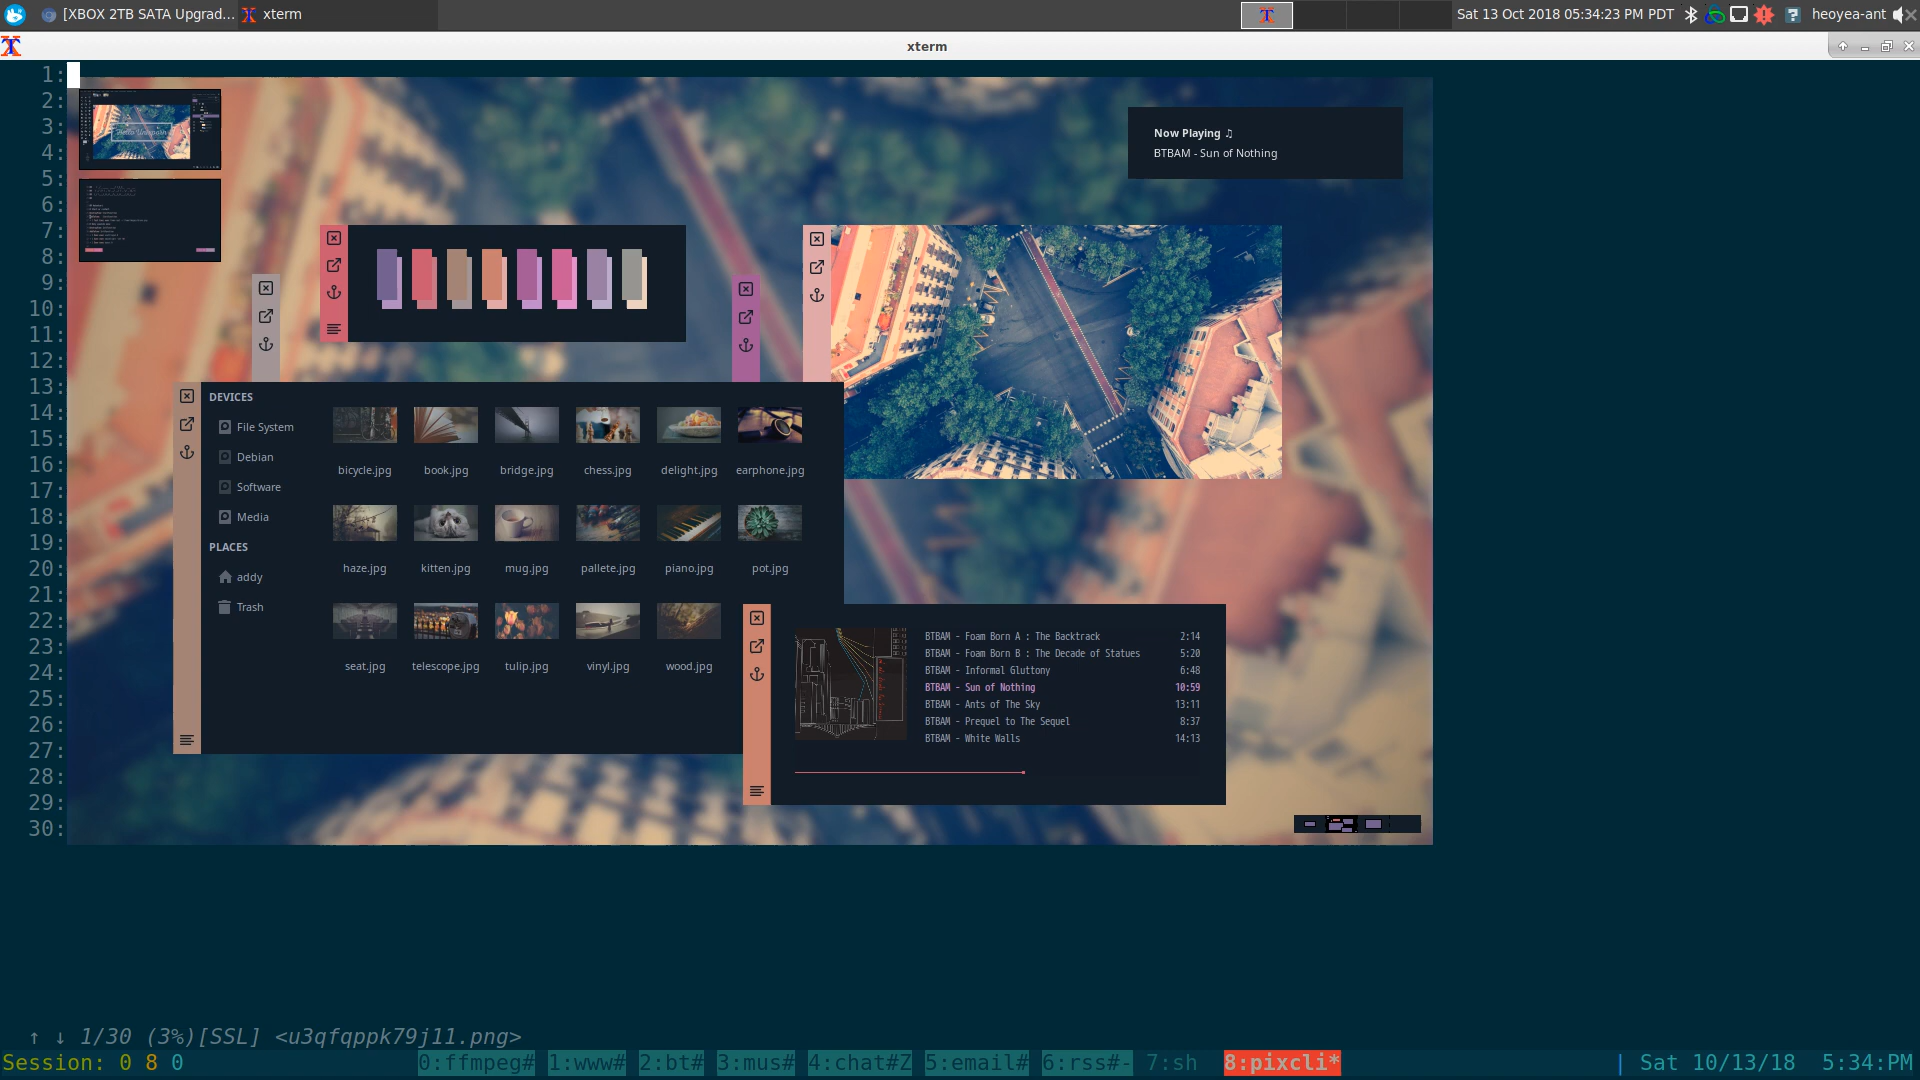 [XBOX 2TB SATA Upgrad...
xterm
Sat 13 Oct 2018 05:34:23 PM PDT
heoyea-ant
xterm
1:
2:
3:
4:
5:
6:
7:
8:
9:
10:
11:
12:
13:
14:
15:
16:
17:
18:
19:
20:
21:
22:
23:
24:
25:
26:
27:
28:
29:
30:
Now Playing ♫
BTBAM - Sun of Nothing
DEVICES
File System
Debian
Software
Media
PLACES
addy
Trash
bicycle.jpg book.jpg bridge.jpg chess.jpg delight.jpg earphone.jpg
haze.jpg kitten.jpg mug.jpg pallete.jpg piano.jpg pot.jpg
seat.jpg telescope.jpg tulip.jpg vinyl.jpg wood.jpg
BTBAM - Foam Born A : The Backtrack 2:14
BTBAM - Foam Born B : The Decade of Statues 5:20
BTBAM - Informal Gluttony 6:48
BTBAM - Sun of Nothing 10:59
BTBAM - Ants of The Sky 13:11
BTBAM - Prequel to The Sequel 8:37
BTBAM - White Walls 14:13
↑ ↓ 1/30 (3%)[SSL] <u3qfqppk79j11.png>
Session: 0 8 0 0:ffmpeg# 1:www# 2:bt# 3:mus# 4:chat#Z 5:email# 6:rss#- 7:sh 8:pixcli* | Sat 10/13/18 5:34:PM